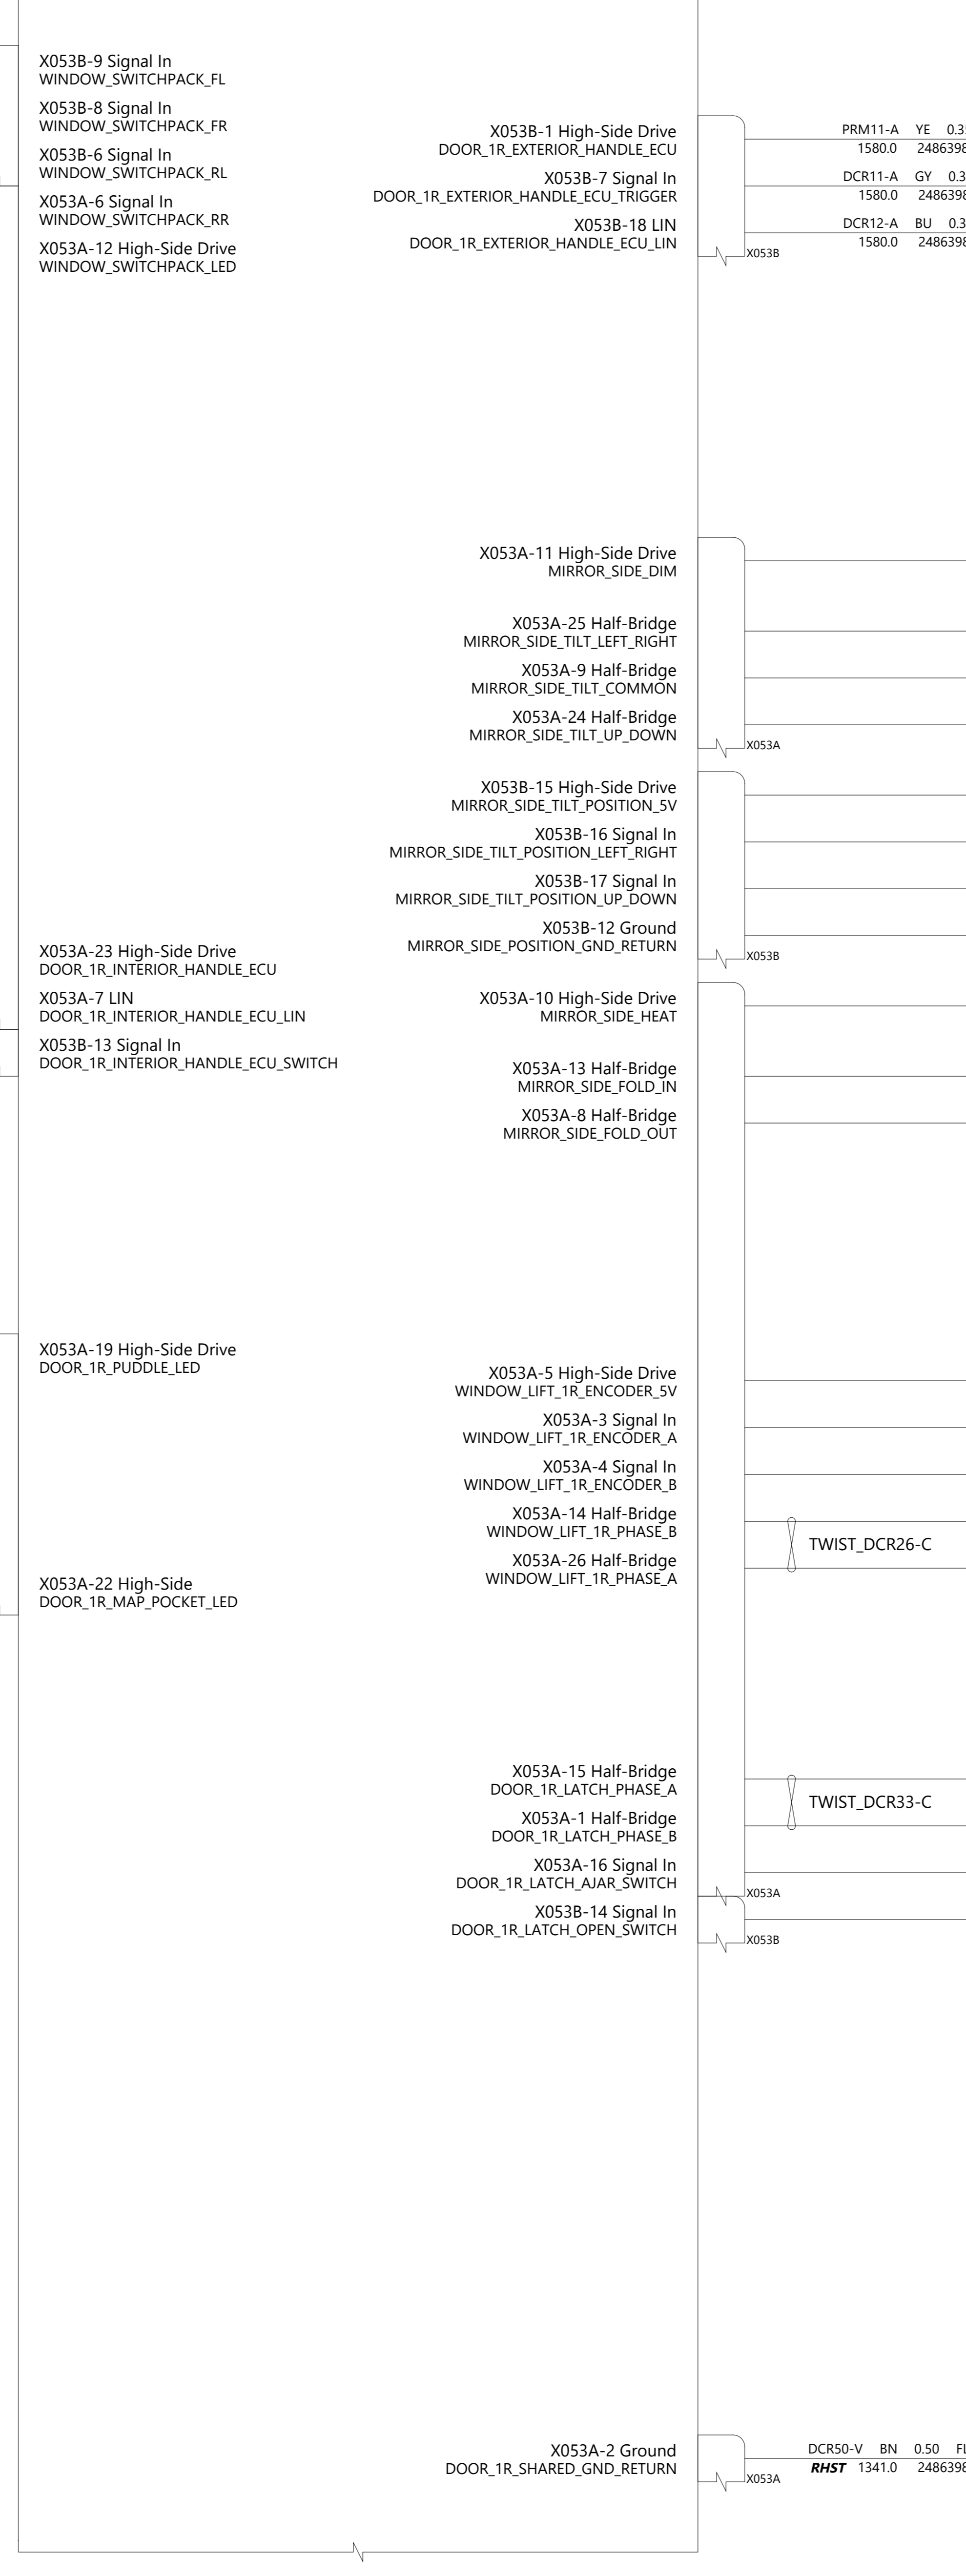 X053B-9 Signal In
WINDOW_SWITCHPACK_FL
X053B-8 Signal In
WINDOW_SWITCHPACK_FR
X053B-6 Signal In
WINDOW_SWITCHPACK_RL
X053A-6 Signal In
WINDOW_SWITCHPACK_RR
X053A-12 High-Side Drive
WINDOW_SWITCHPACK_LED
X053B-1 High-Side Drive
DOOR_1R_EXTERIOR_HANDLE_ECU
X053B-7 Signal In
DOOR_1R_EXTERIOR_HANDLE_ECU_TRIGGER
X053B-18 LIN
DOOR_1R_EXTERIOR_HANDLE_ECU_LIN
X053B
PRM11-A YE
1580.0
DCR11-A GY
1580.0
DCR12-A BU
1580.0
X053A-11 High-Side Drive
MIRROR_SIDE_DIM
X053A-25 Half-Bridge
MIRROR_SIDE_TILT_LEFT_RIGHT
X053A-9 Half-Bridge
MIRROR_SIDE_TILT_COMMON
X053A-24 Half-Bridge
MIRROR_SIDE_TILT_UP_DOWN
X053A
X053B-15 High-Side Drive
MIRROR_SIDE_TILT_POSITION_5V
X053B-16 Signal In
MIRROR_SIDE_TILT_POSITION_LEFT_RIGHT
X053B-17 Signal In
MIRROR_SIDE_TILT_POSITION_UP_DOWN
X053B-12 Ground
MIRROR_SIDE_POSITION_GND_RETURN
X053B
X053A-23 High-Side Drive
DOOR_1R_INTERIOR_HANDLE_ECU
X053A-7 LIN
DOOR_1R_INTERIOR_HANDLE_ECU_LIN
X053B-13 Signal In
DOOR_1R_INTERIOR_HANDLE_ECU_SWITCH
X053A-10 High-Side Drive
MIRROR_SIDE_HEAT
X053A-13 Half-Bridge
MIRROR_SIDE_FOLD_IN
X053A-8 Half-Bridge
MIRROR_SIDE_FOLD_OUT
X053A-19 High-Side Drive
DOOR_1R_PUDDLE_LED
X053A-5 High-Side Drive
WINDOW_LIFT_1R_ENCODER_5V
X053A-3 Signal In
WINDOW_LIFT_1R_ENCODER_A
X053A-4 Signal In
WINDOW_LIFT_1R_ENCODER_B
X053A-14 Half-Bridge
WINDOW_LIFT_1R_PHASE_B
X053A-26 Half-Bridge
WINDOW_LIFT_1R_PHASE_A
TWIST_DCR26-C
X053A-22 High-Side
DOOR_1R_MAP_POCKET_LED
X053A-15 Half-Bridge
DOOR_1R_LATCH_PHASE_A
X053A-1 Half-Bridge
DOOR_1R_LATCH_PHASE_B
TWIST_DCR33-C
X053A-16 Signal In
DOOR_1R_LATCH_AJAR_SWITCH
X053A
X053B-14 Signal In
DOOR_1R_LATCH_OPEN_SWITCH
X053B
X053A-2 Ground
DOOR_1R_SHARED_GND_RETURN
X053A
DCR50-V BN 0.50
RHST 1341.0